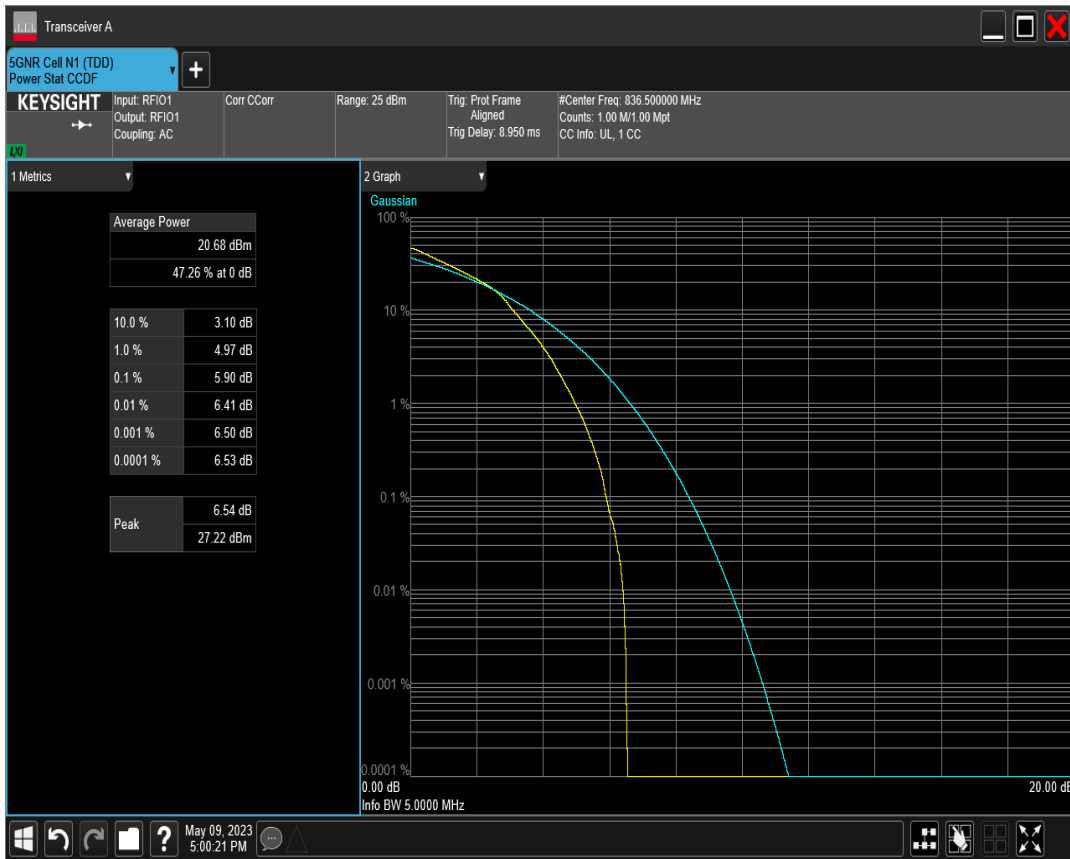 Transceiver A
5GNR Cell N1 (TDD)
Power Stat CCDF
KEYSIGHT
LXI
Input: RFIO1
Output: RFIO1
Coupling: AC
Corr CCorr
Range: 25 dBm
Trig: Prot Frame
Aligned
Trig Delay: 8.950 ms
#Center Freq: 836.500000 MHz
Counts: 1.00 M/1.00 Mpt
CC Info: UL, 1 CC
1 Metrics
Average Power
20.68 dBm
47.26 % at 0 dB
10.0 % 3.10 dB
1.0 % 4.97 dB
0.1 % 5.90 dB
0.01 % 6.41 dB
0.001 % 6.50 dB
0.0001 % 6.53 dB
Peak
6.54 dB
27.22 dBm
2 Graph
Gaussian
100 %
10 %
1 %
0.1 %
0.01 %
0.001 %
0.0001 %
0.00 dB
20.00 dB
Info BW 5.0000 MHz
May 09, 2023
5:00:21 PM